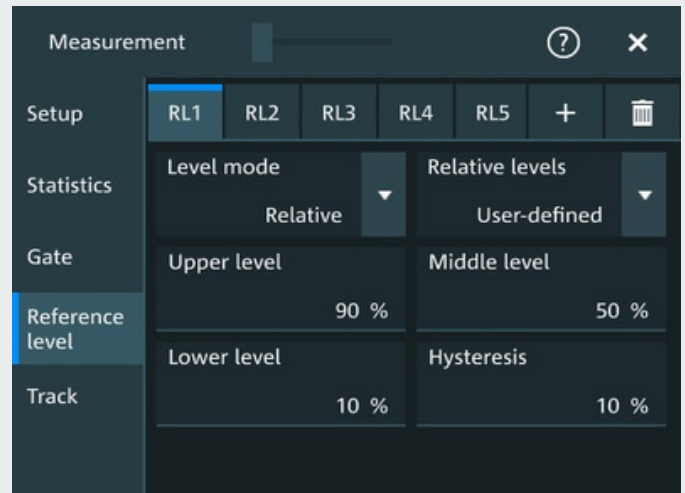 Measurement
?
Setup
RL1 RL2 RL3 RL4 RL5 +
Statistics
Level mode
Relative
Relative levels
User-defined
Gate
Upper level
90 %
Middle level
50 %
Reference
level
Lower level
10 %
Hysteresis
10 %
Track